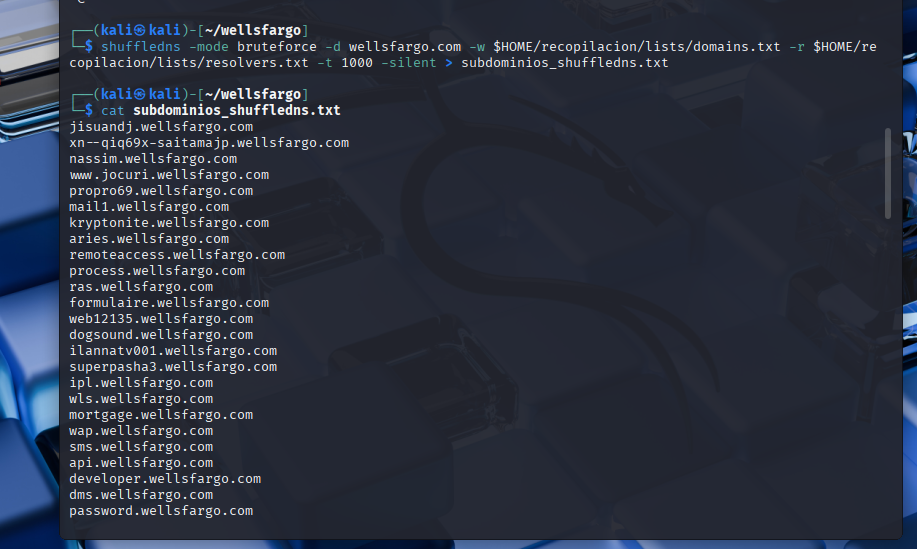 ┌──(kali㉿kali)-[~/wellsfargo]
└─$ shuffledns -mode bruteforce -d wellsfargo.com -w $HOME/recopilacion/lists/domains.txt -r $HOME/re
copilacion/lists/resolvers.txt -t 1000 -silent > subdominios_shuffledns.txt
┌──(kali㉿kali)-[~/wellsfargo]
└─$ cat subdominios_shuffledns.txt
jisuandj.wellsfargo.com
xn--qiq69x-saitamajp.wellsfargo.com
nassim.wellsfargo.com
www.jocuri.wellsfargo.com
propro69.wellsfargo.com
mail1.wellsfargo.com
kryptonite.wellsfargo.com
aries.wellsfargo.com
remoteaccess.wellsfargo.com
process.wellsfargo.com
ras.wellsfargo.com
formulaire.wellsfargo.com
web12135.wellsfargo.com
dogsound.wellsfargo.com
ilannatv001.wellsfargo.com
superpasha3.wellsfargo.com
ipl.wellsfargo.com
wls.wellsfargo.com
mortgage.wellsfargo.com
wap.wellsfargo.com
sms.wellsfargo.com
api.wellsfargo.com
developer.wellsfargo.com
dms.wellsfargo.com
password.wellsfargo.com